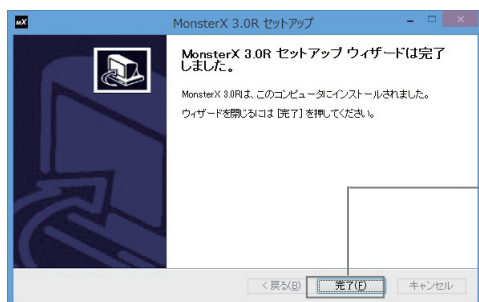 MX
MonsterX 3.0R セットアップ
MonsterX 3.0R セットアップ ウィザードは完了
しました。
MonsterX 3.0Rは、このコンピュータにインストールされました。
ウィザードを閉じるには [完了] を押してください。
< 戻る(B)
完了(F)
キャンセル